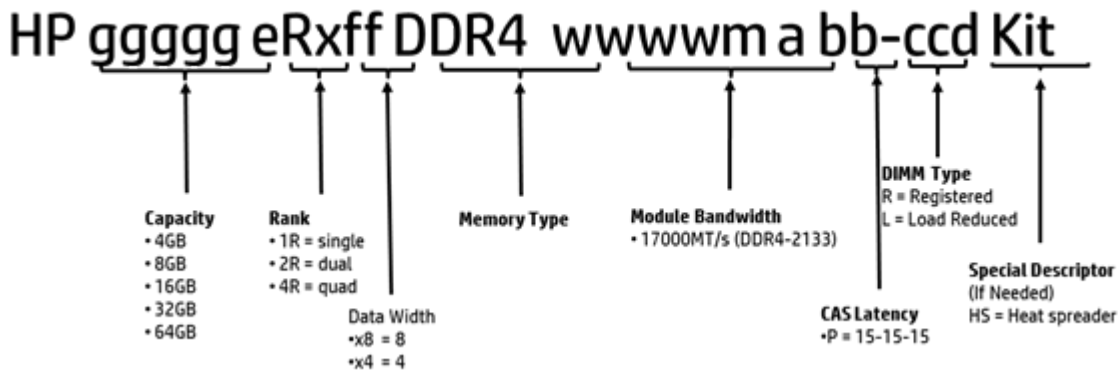 HP ggggg eRxff DDR4 wwwwm a bb-ccd Kit
Capacity
• 4GB
• 8GB
• 16GB
• 32GB
• 64GB
Rank
• 1R = single
• 2R = dual
• 4R = quad
Data Width
•x8 = 8
•x4 = 4
Memory Type
Module Bandwidth
• 17000MT/s (DDR4-2133)
CAS Latency
•P = 15-15-15
DIMM Type
R = Registered
L = Load Reduced
Special Descriptor
(If Needed)
HS = Heat spreader